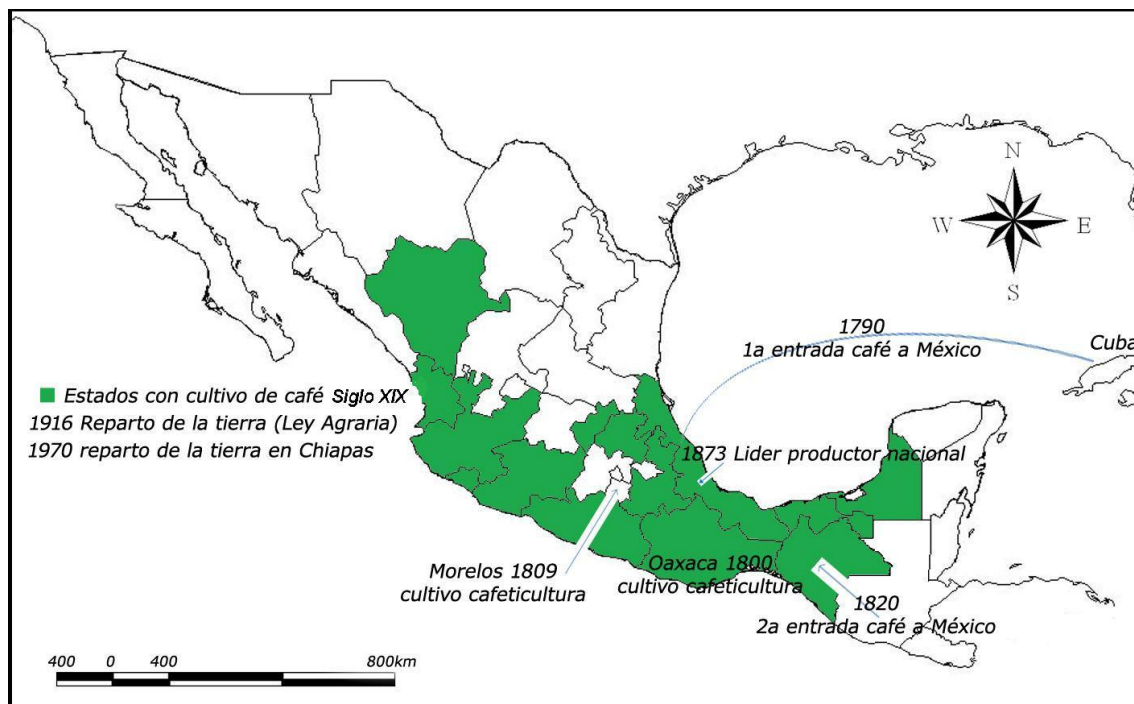 N
W E
S
1790
1a entrada café a México
Cuba
Estados con cultivo de café Siglo XIX
1916 Reparto de la tierra (Ley Agraria)
1970 reparto de la tierra en Chiapas
1873 Lider productor nacional
Morelos 1809
cultivo cafeticultura
Oaxaca 1800
cultivo cafeticultura
1820
2a entrada café a México
400 0 400 800km